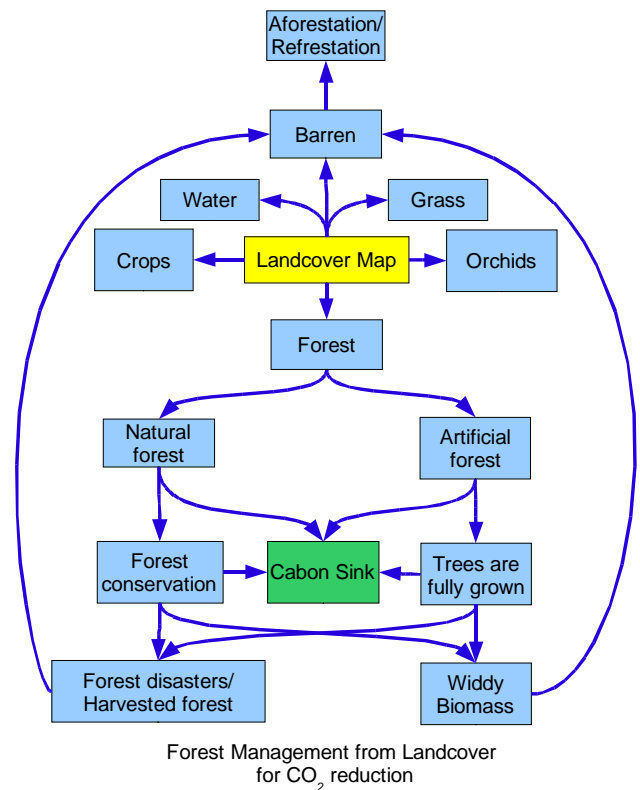 Aforestation/
Refrestation
Barren
Water
Grass
Crops
Landcover Map
Orchids
Forest
Natural
forest
Artificial
forest
Forest
conservation
Cabon Sink
Trees are
fully grown
Forest disasters/
Harvested forest
Widdy
Biomass
Forest Management from Landcover
for CO₂ reduction